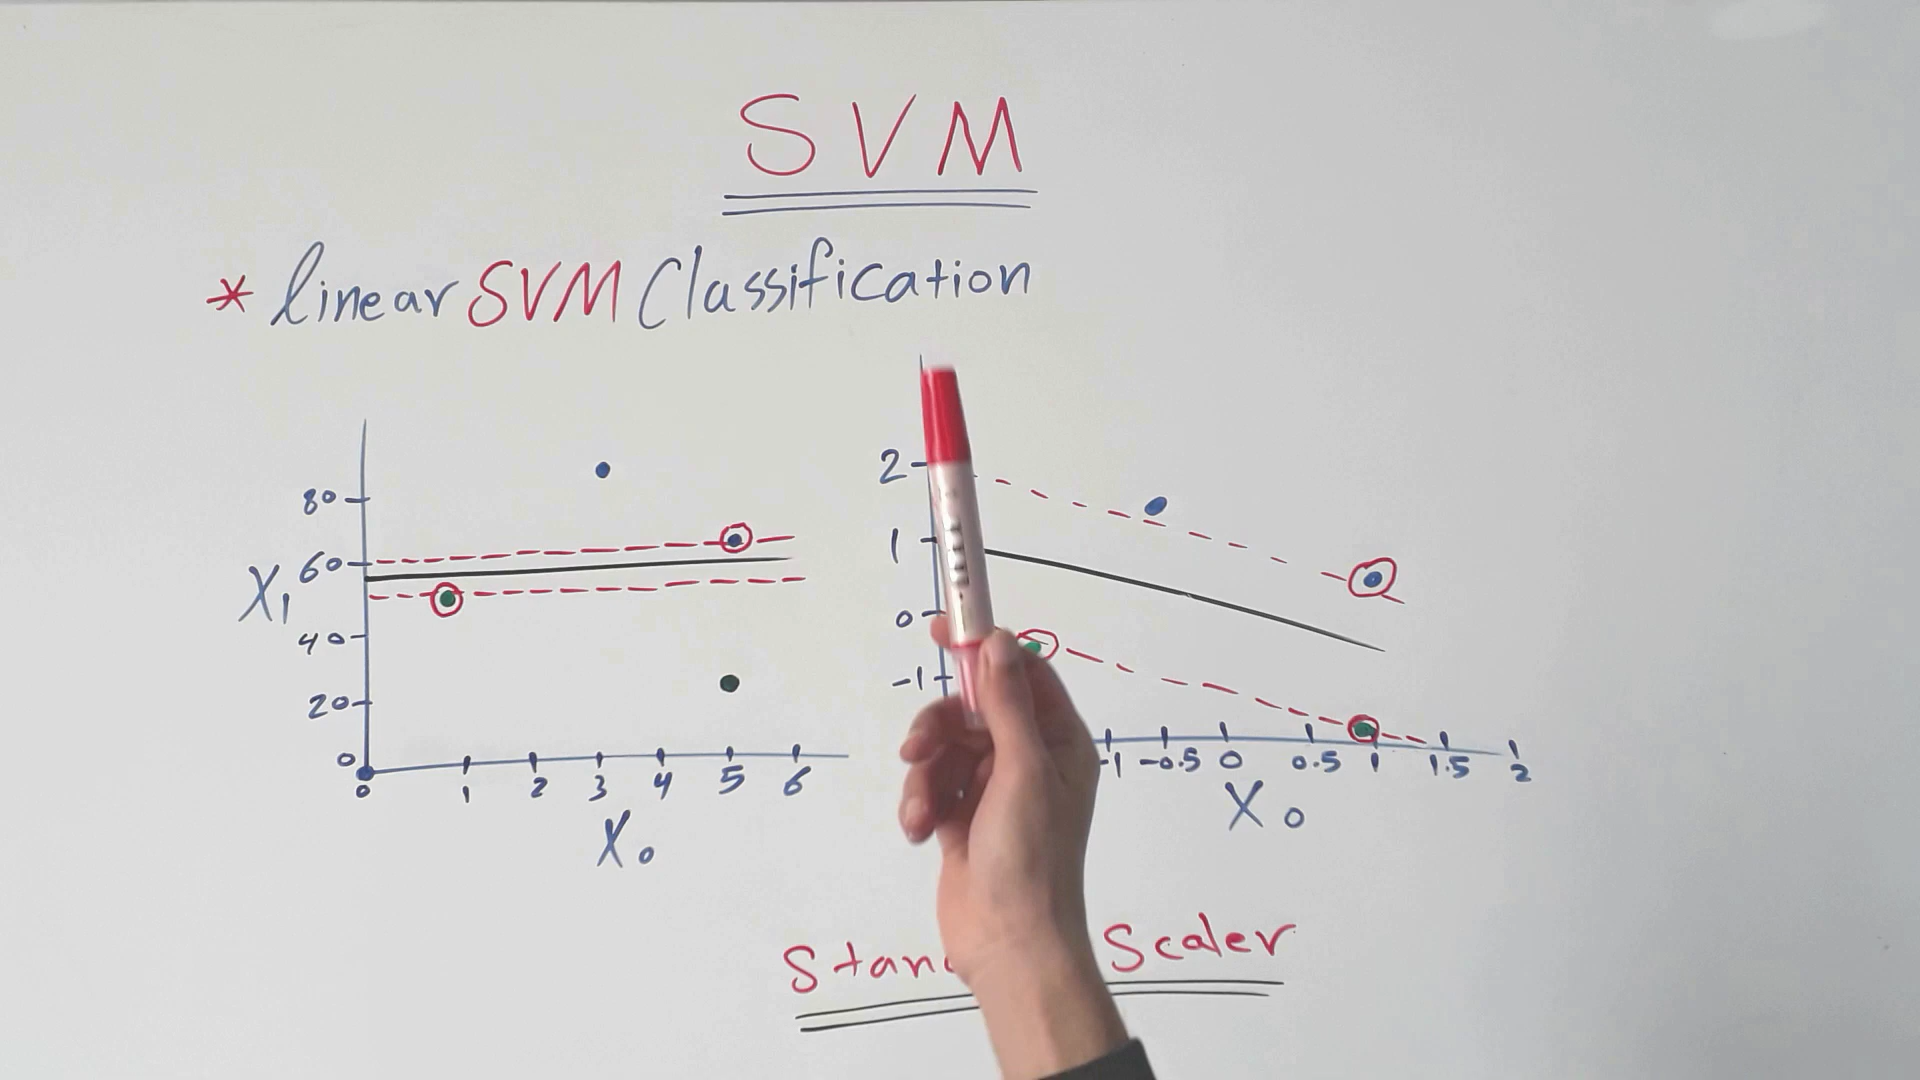 SVM
* linear SVM Classification
80
60
X1
40
20
0
0 1 2 3 4 5 6
X0
2
1
0
-1
-1 -0.5 0 0.5 1 1.5 2
X0
Scaler